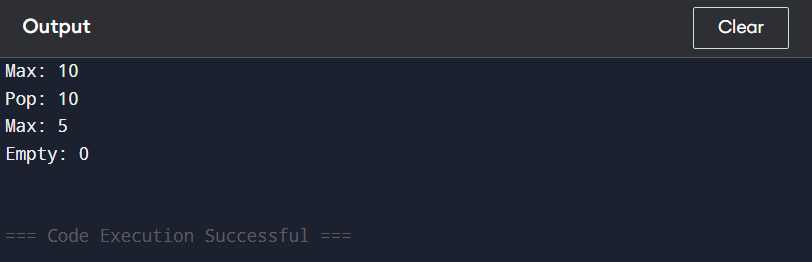 Output
Clear
Max: 10
Pop: 10
Max: 5
Empty: 0
=== Code Execution Successful ===